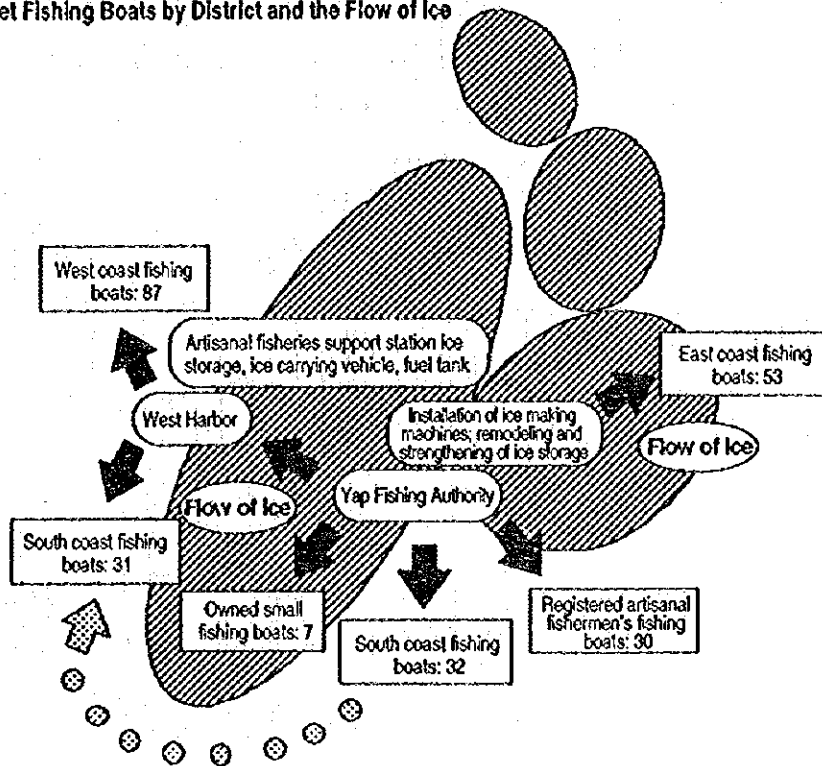 et Fishing Boats by District and the Flow of Ice
West coast fishing
boats: 87
Artisanal fisheries support station ice
storage, ice carrying vehicle, fuel tank
East coast fishing
boats: 53
West Harbor
Installation of ice making
machines; remodeling and
strengthening of ice storage
Flow of Ice
Yap Fishing Authority
Flow of Ice
South coast fishing
boats: 31
Owned small
fishing boats: 7
Registered artisanal
fishermen's fishing
boats: 30
South coast fishing
boats: 32